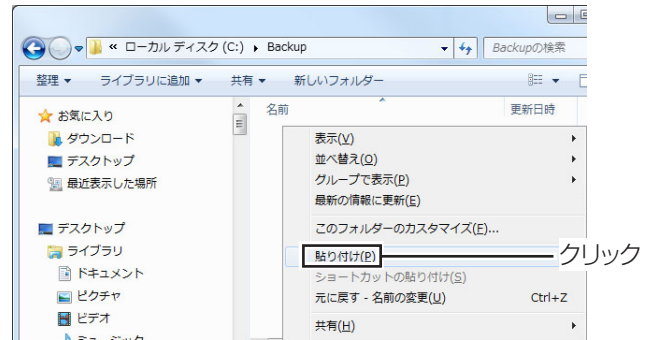 « ローカル ディスク (C:) ▸ Backup
Backupの検索
整理 ▼ ライブラリに追加 ▼ 共有 ▼ 新しいフォルダー
お気に入り
ダウンロード
デスクトップ
最近表示した場所
デスクトップ
ライブラリ
ドキュメント
ピクチャ
ビデオ
ミュージック
名前 更新日時
表示(V)
並べ替え(O)
グループで表示(P)
最新の情報に更新(E)
このフォルダーのカスタマイズ(F)...
貼り付け(P)
クリック
ショートカットの貼り付け(S)
元に戻す - 名前の変更(U) Ctrl+Z
共有(H)